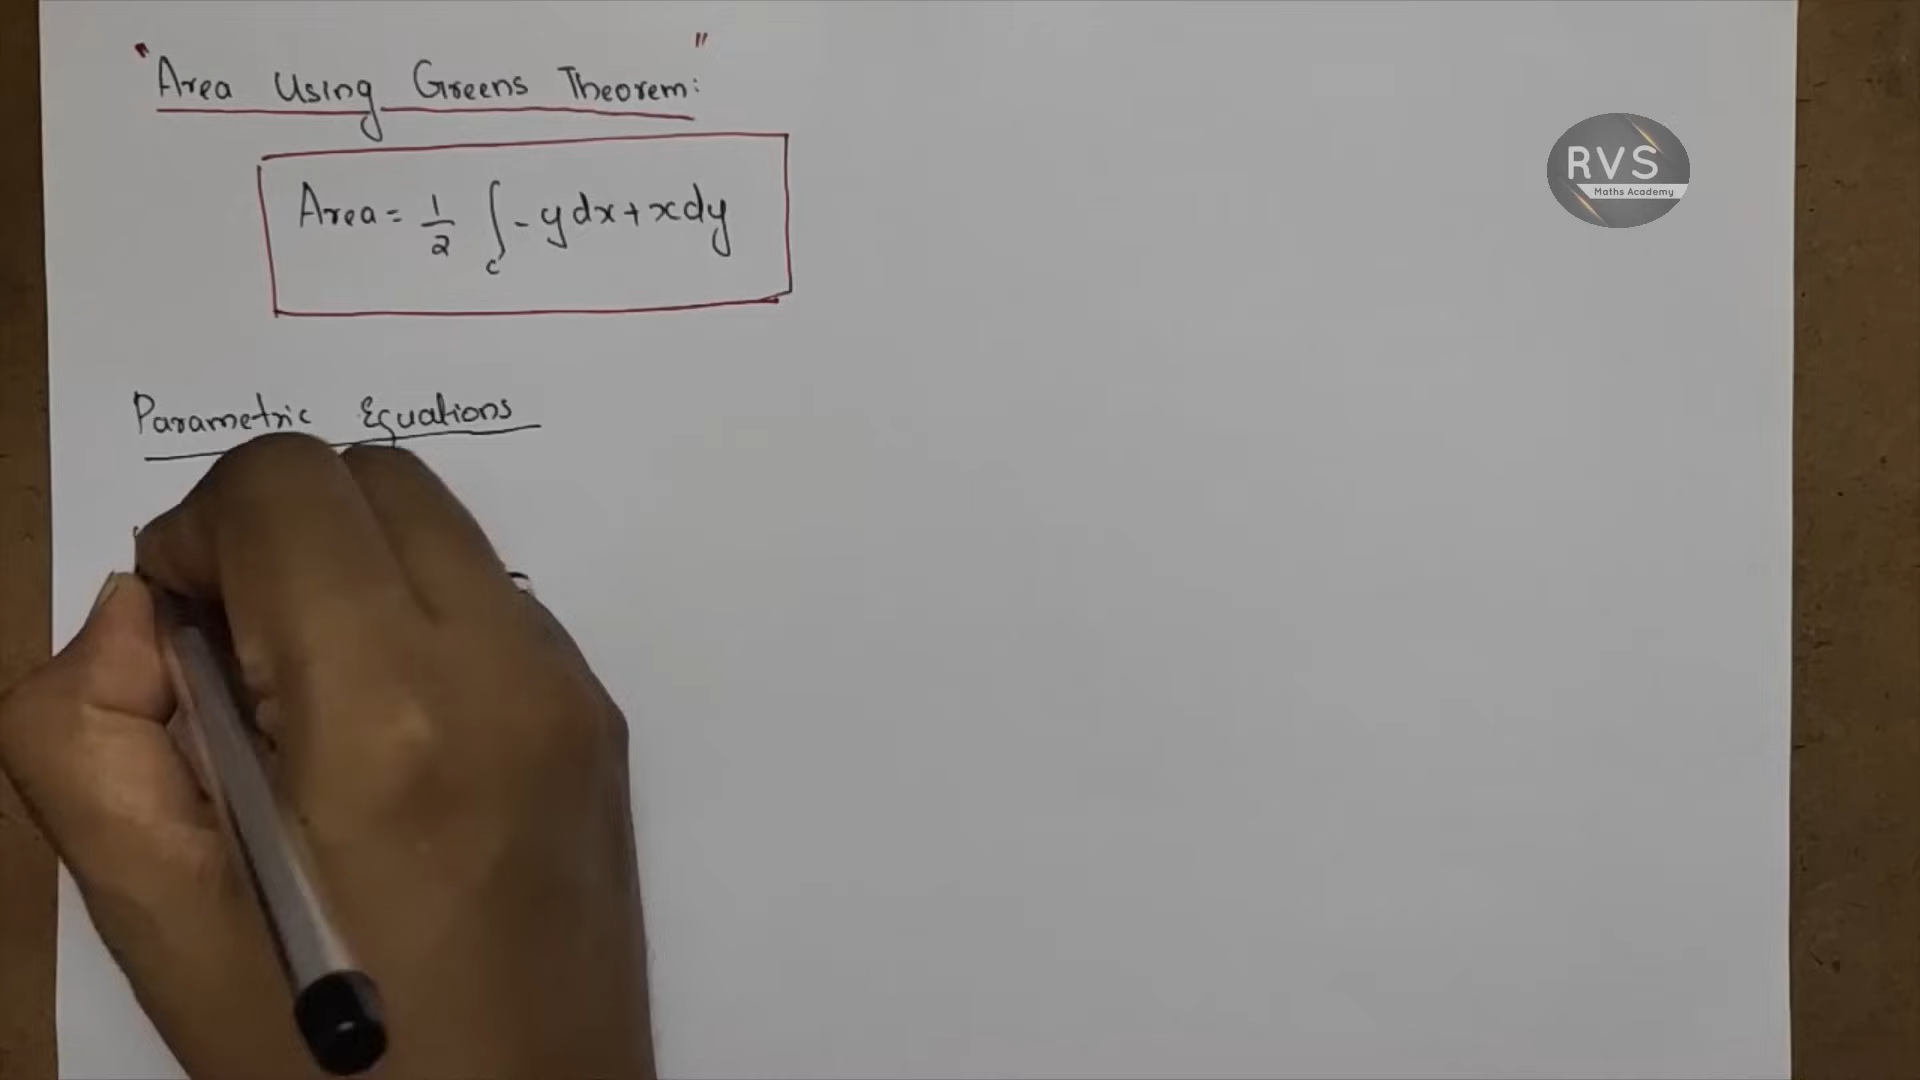 "Area Using Greens Theorem:"
Area = 1/2 ∫c -ydx+xdy
Parametric Equations
RVS
Maths Academy